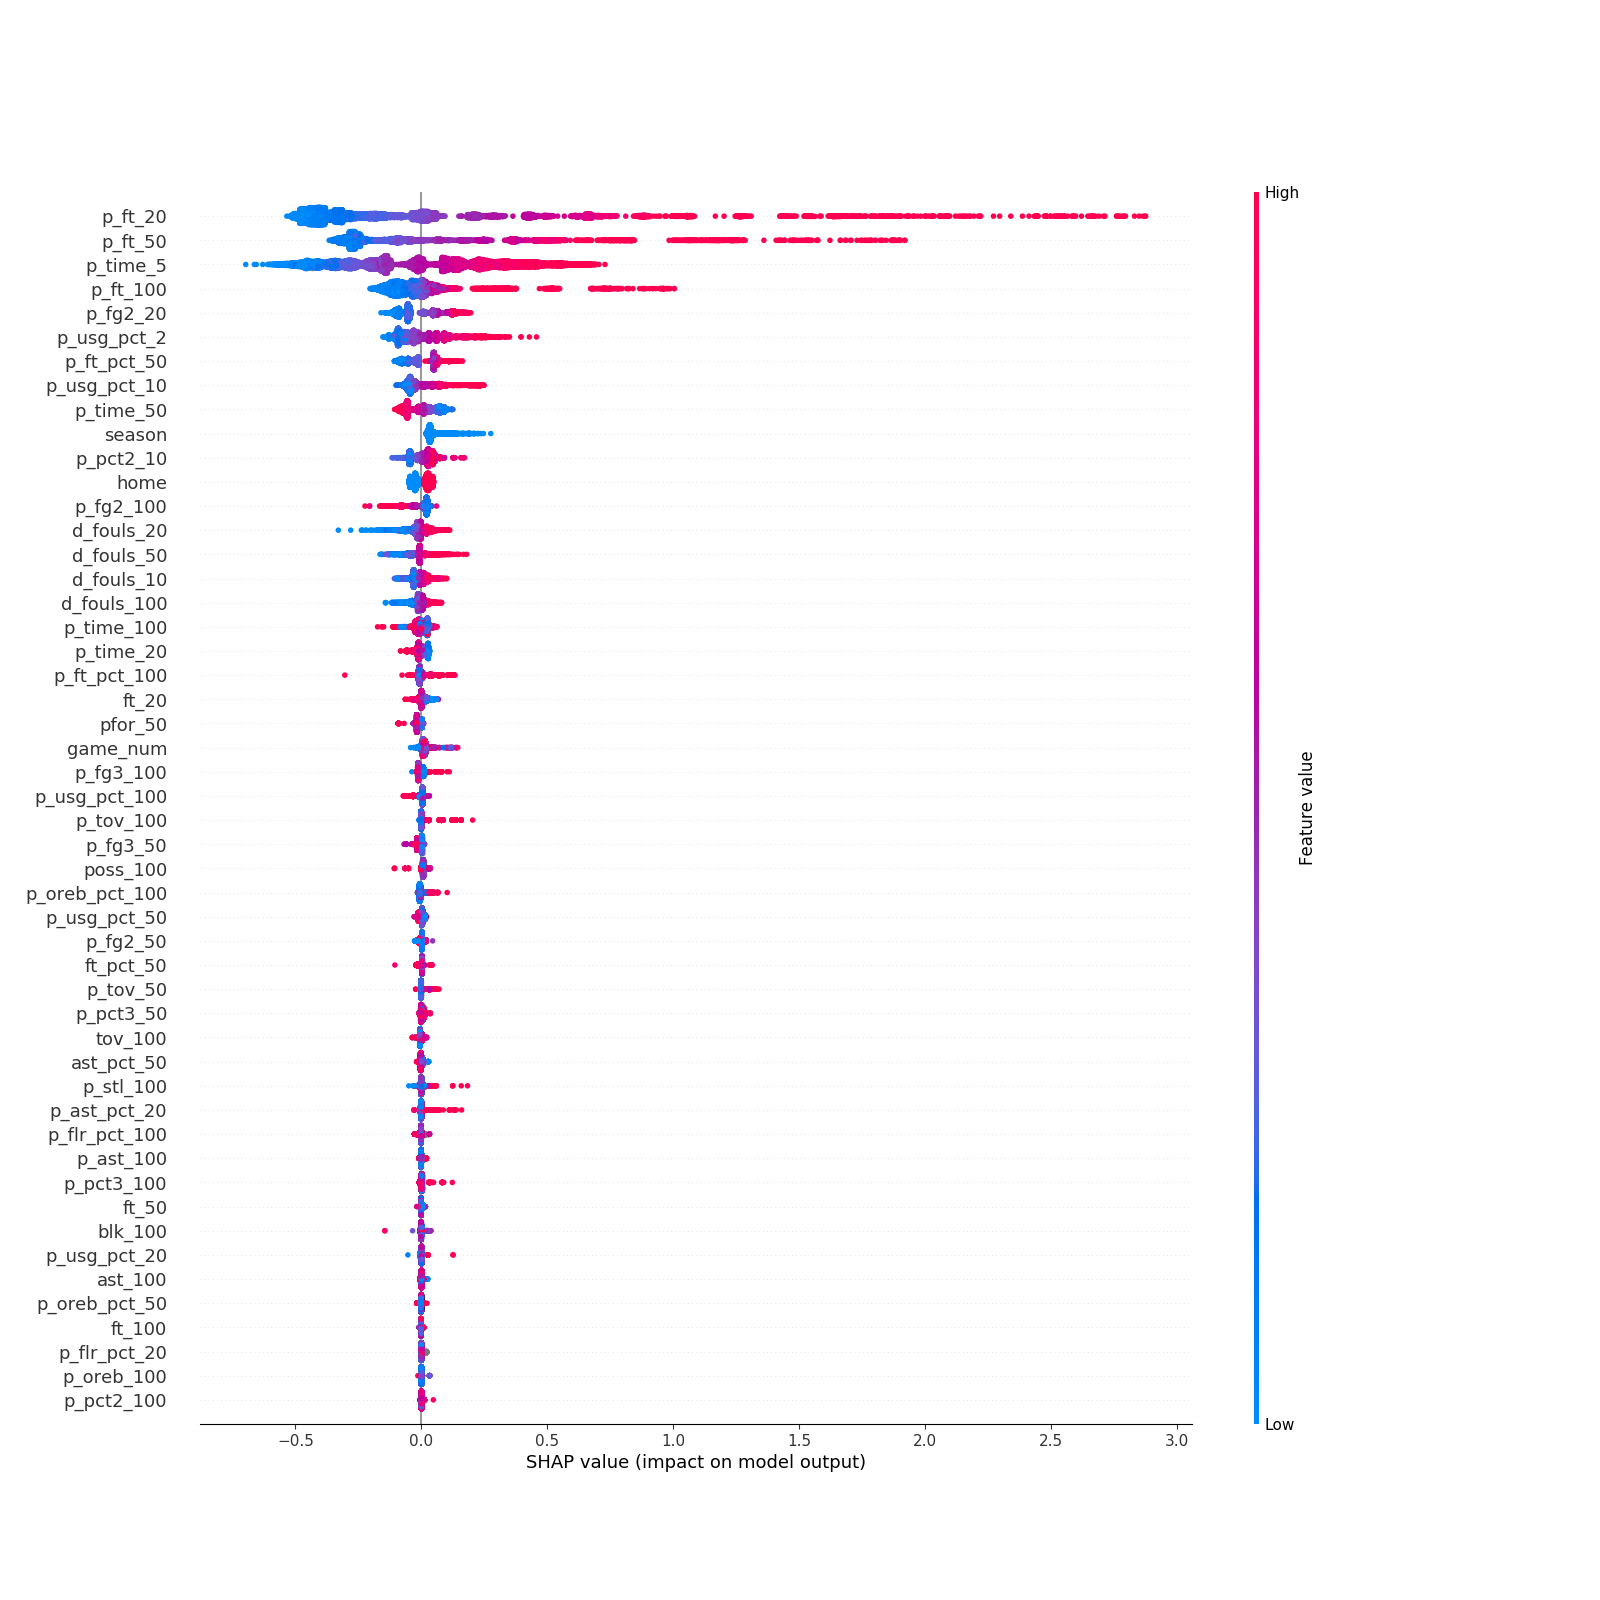 High
p_ft_20
p_ft_50
p_time_5
p_ft_100
p_fg2_20
p_usg_pct_2
p_ft_pct_50
p_usg_pct_10
p_time_50
season
p_pct2_10
home
p_fg2_100
d_fouls_20
d_fouls_50
d_fouls_10
d_fouls_100
p_time_100
p_time_20
p_ft_pct_100
ft_20
pfor_50
game_num
p_fg3_100
p_usg_pct_100
p_tov_100
p_fg3_50
poss_100
p_oreb_pct_100
p_usg_pct_50
p_fg2_50
ft_pct_50
p_tov_50
p_pct3_50
tov_100
ast_pct_50
p_stl_100
p_ast_pct_20
p_flr_pct_100
p_ast_100
p_pct3_100
ft_50
blk_100
p_usg_pct_20
ast_100
p_oreb_pct_50
ft_100
p_flr_pct_20
p_oreb_100
p_pct2_100
Feature value
Low
−0.5 0.0 0.5 1.0 1.5 2.0 2.5 3.0
SHAP value (impact on model output)